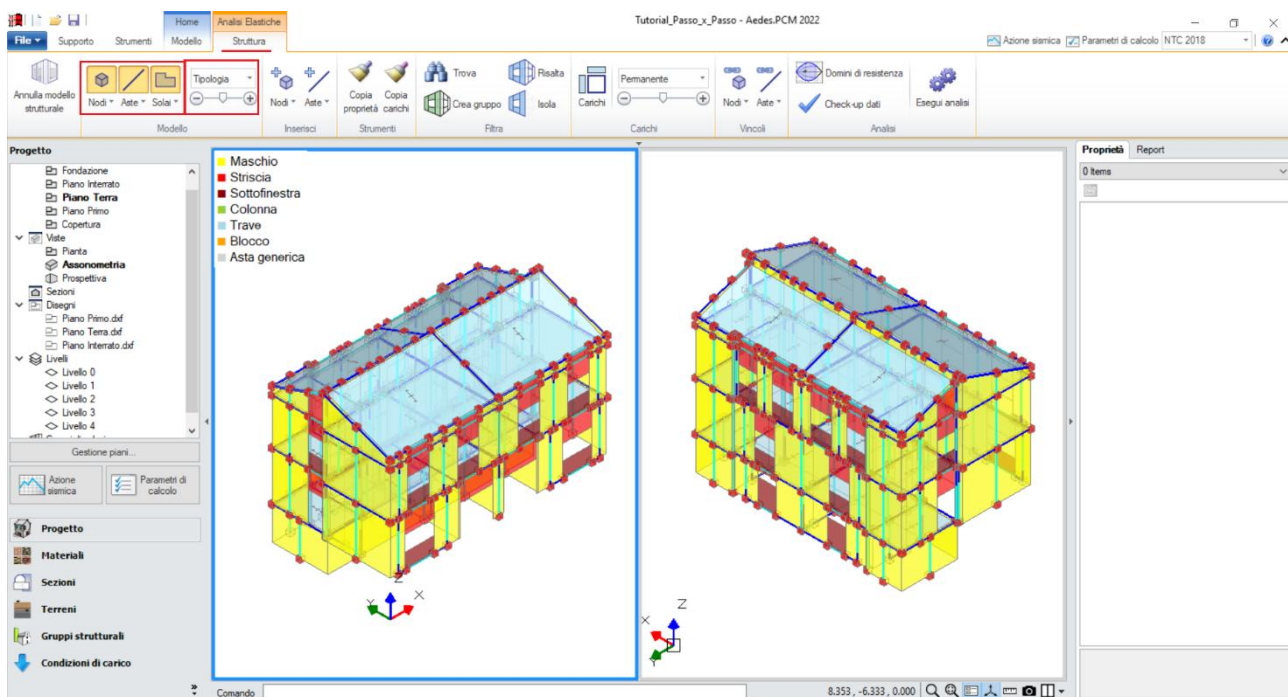 Home
Analisi Elastiche
Tutorial_Passo_x_Passo - Aedes.PCM 2022
File
Supporto
Strumenti
Modello
Struttura
Azione sismica
Parametri di calcolo
NTC 2018
Annulla modello strutturale
Nodi
Aste
Solai
Tipologia
Modello
Nodi
Aste
Inserisci
Copia proprietà
Copia carichi
Strumenti
Trova
Crea gruppo
Risalta
Isola
Filtra
Carichi
Permanente
Carichi
Nodi
Aste
Vincoli
Domini di resistenza
Check-up dati
Esegui analisi
Analisi
Progetto
Fondazione
Piano Interrato
Piano Terra
Piano Primo
Copertura
Viste
Pianta
Assonometria
Prospettiva
Sezioni
Disegni
Piano Primo.dxf
Piano Terra.dxf
Piano Interrato.dxf
Livelli
Livello 0
Livello 1
Livello 2
Livello 3
Livello 4
Gestione piani...
Azione sismica
Parametri di calcolo
Progetto
Materiali
Sezioni
Terreni
Gruppi strutturali
Condizioni di carico
Maschio
Striscia
Sottofinestra
Colonna
Trave
Blocco
Asta generica
Z
X
Y
Z
X
Y
Proprietà
Report
0 Items
Comando
8.353 , -6.333 , 0.000